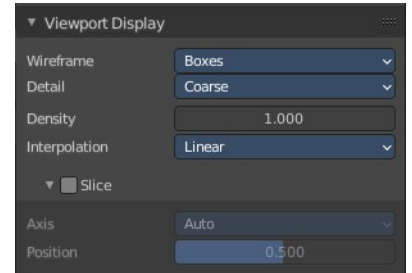 Viewport Display
Wireframe Boxes
Detail Coarse
Density 1.000
Interpolation Linear
Slice
Axis Auto
Position 0.500